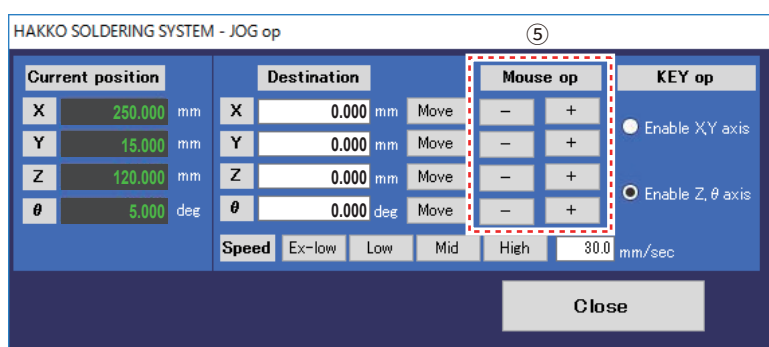 HAKKO SOLDERING SYSTEM - JOG op
⑤
Current position Destination Mouse op KEY op
X 250.000 mm X 0.000 mm Move - +
Enable X,Y axis
Y 15.000 mm Y 0.000 mm Move - +
Z 120.000 mm Z 0.000 mm Move - +
Enable Z, θ axis
θ 5.000 deg θ 0.000 deg Move - +
Speed Ex-low Low Mid High 30.0 mm/sec
Close